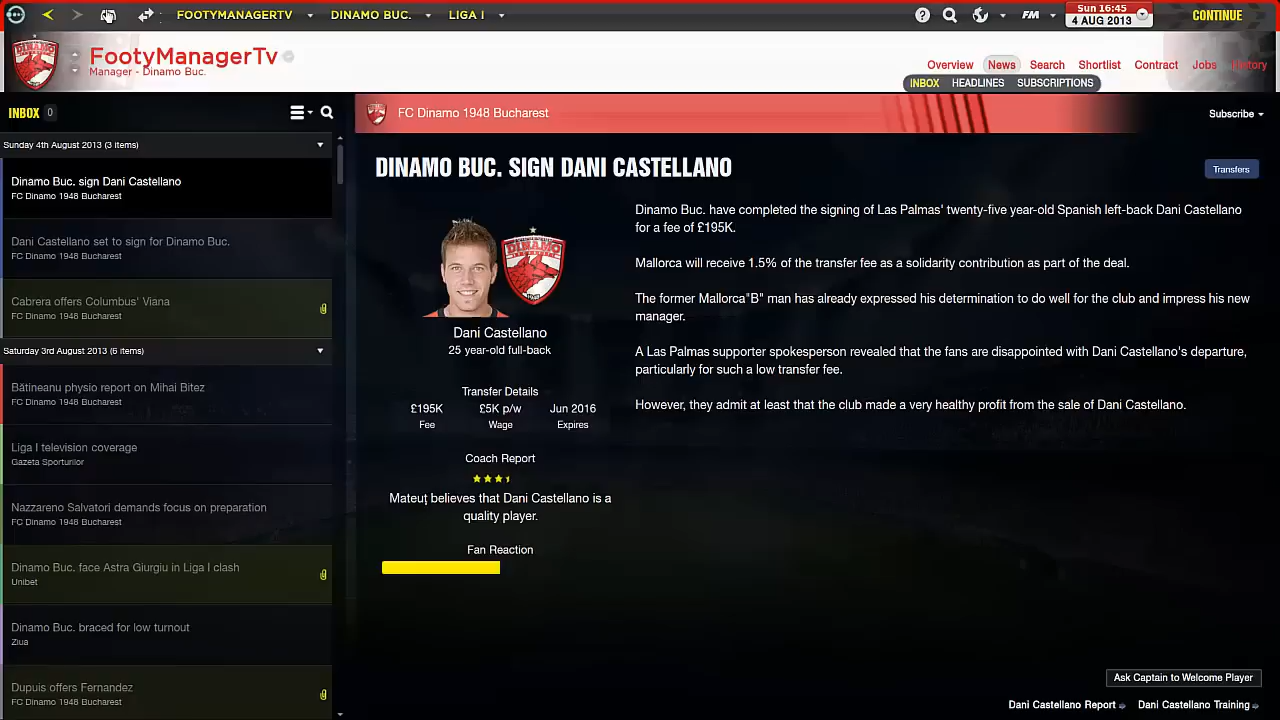 FOOTYMANAGERTV DINAMO BUC. LIGA I FM Sun 16:45 CONTINUE
4 AUG 2013
FootyManagerTv
Manager - Dinamo Buc.
Overview News Search Shortlist Contract Jobs History
INBOX HEADLINES SUBSCRIPTIONS
INBOX 0
FC Dinamo 1948 Bucharest
Subscribe
Sunday 4th August 2013 (3 items)
Dinamo Buc. sign Dani Castellano
FC Dinamo 1948 Bucharest
Dani Castellano set to sign for Dinamo Buc.
FC Dinamo 1948 Bucharest
Cabrera offers Columbus' Viana
FC Dinamo 1948 Bucharest
Saturday 3rd August 2013 (6 items)
Bătineanu physio report on Mihai Bitez
FC Dinamo 1948 Bucharest
Liga I television coverage
Gazeta Sporturilor
Nazzareno Salvatori demands focus on preparation
FC Dinamo 1948 Bucharest
Dinamo Buc. face Astra Giurgiu in Liga I clash
Unibet
Dinamo Buc. braced for low turnout
Ziua
Dupuis offers Fernandez
FC Dinamo 1948 Bucharest
DINAMO BUC. SIGN DANI CASTELLANO
Transfers
DINAMO
Dani Castellano
25 year-old full-back
Transfer Details
£195K £5K p/w Jun 2016
Fee Wage Expires
Coach Report
Mateuţ believes that Dani Castellano is a
quality player.
Fan Reaction
Dinamo Buc. have completed the signing of Las Palmas' twenty-five year-old Spanish left-back Dani Castellano
for a fee of £195K.
Mallorca will receive 1.5% of the transfer fee as a solidarity contribution as part of the deal.
The former Mallorca"B" man has already expressed his determination to do well for the club and impress his new
manager.
A Las Palmas supporter spokesperson revealed that the fans are disappointed with Dani Castellano's departure,
particularly for such a low transfer fee.
However, they admit at least that the club made a very healthy profit from the sale of Dani Castellano.
Ask Captain to Welcome Player
Dani Castellano Report Dani Castellano Training